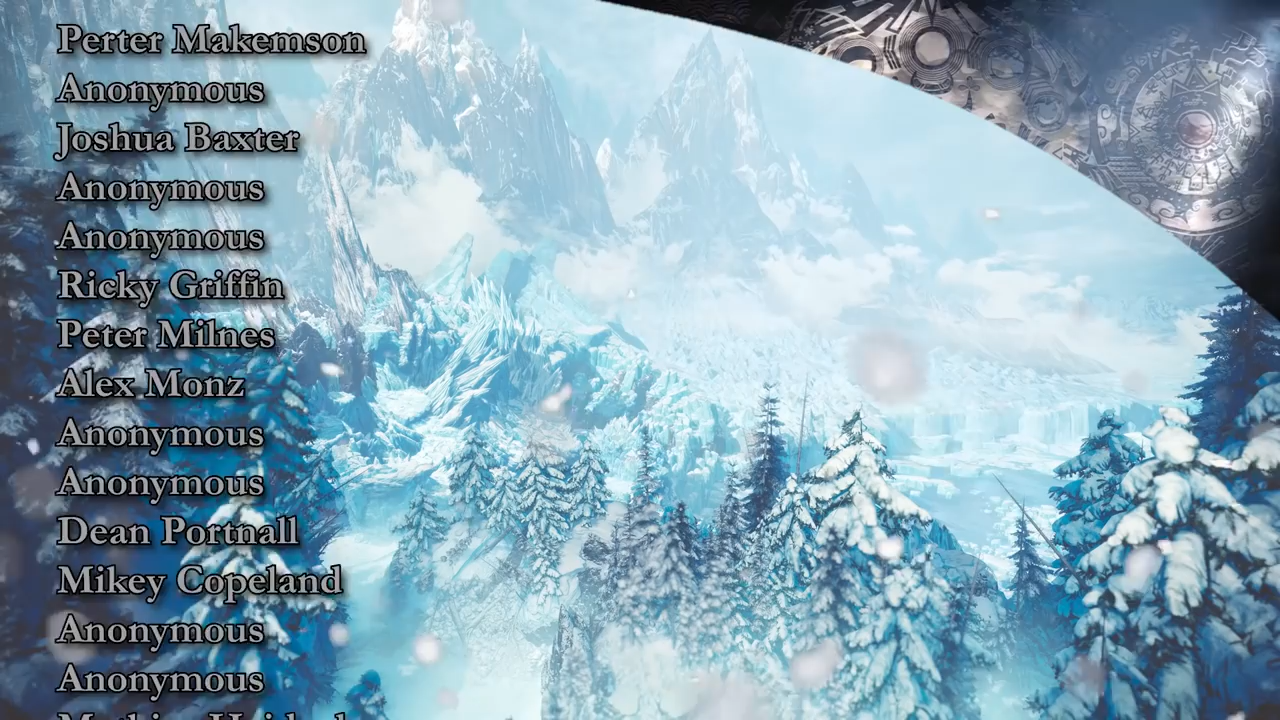 Perter Makemson
Anonymous
Joshua Baxter
Anonymous
Anonymous
Ricky Griffin
Peter Milnes
Alex Monz
Anonymous
Anonymous
Dean Portnall
Mikey Copeland
Anonymous
Anonymous